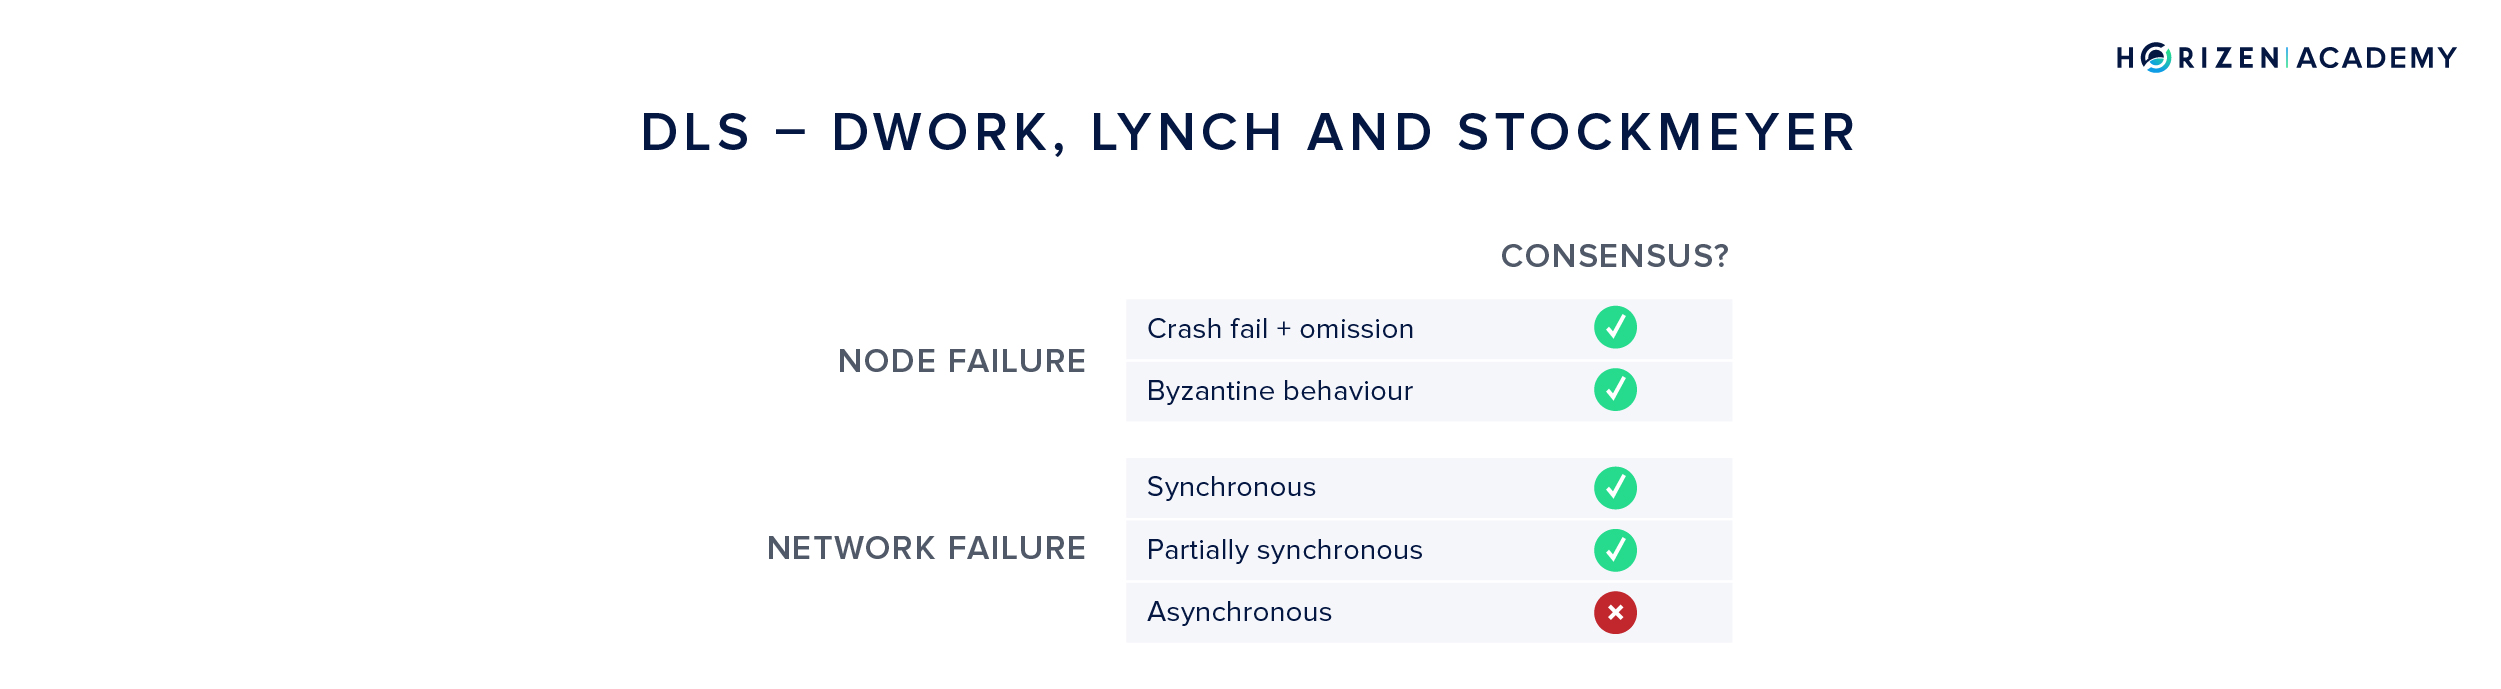 HORIZEN ACADEMY
DLS – DWORK, LYNCH AND STOCKMEYER
CONSENSUS?
NODE FAILURE
Crash fail + omission
Byzantine behaviour
NETWORK FAILURE
Synchronous
Partially synchronous
Asynchronous